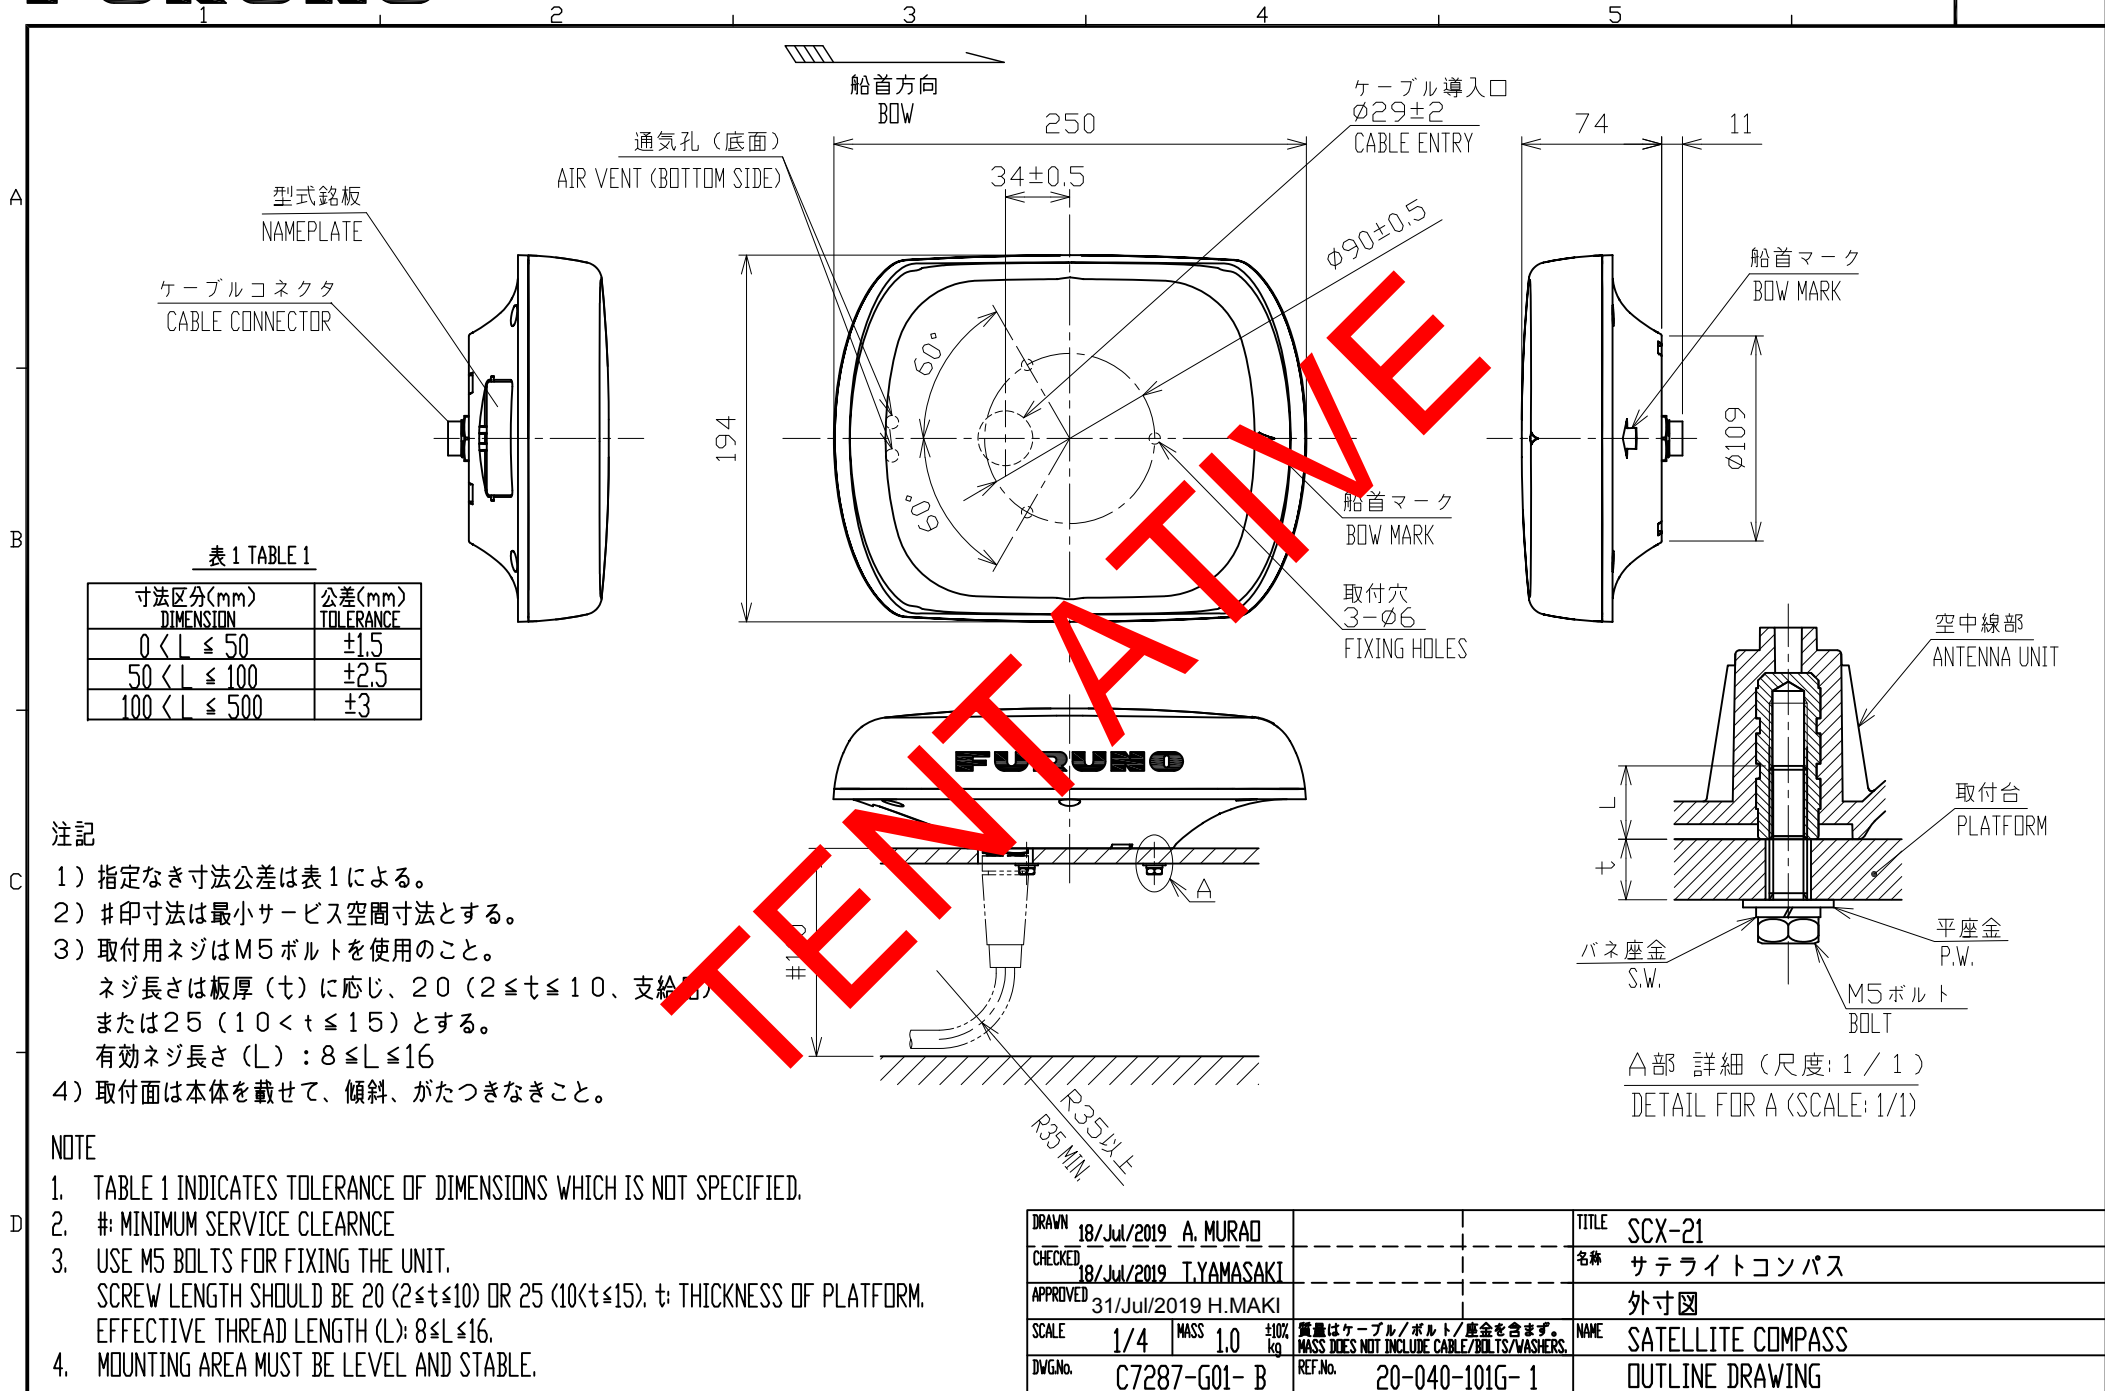 FURUNO
1 2 3 4 5
A
B
C
D
船首方向
BOW
通気孔(底面)
AIR VENT (BOTTOM SIDE)
型式銘板
NAMEPLATE
ケーブルコネクタ
CABLE CONNECTOR
250
34±0.5
ケーブル導入口
Ø29±2
CABLE ENTRY
Ø90±0.5
74
11
船首マーク
BOW MARK
60°
60°
194
Ø109
船首マーク
BOW MARK
取付穴
3-Ø6
FIXING HOLES
表1 TABLE 1
寸法区分(mm) 公差(mm)
DIMENSION TOLERANCE
0 < L ≦ 50 ±1.5
50 < L ≦ 100 ±2.5
100 < L ≦ 500 ±3
FURUNO
TENTATIVE
A
R35以上
R35 MIN.
空中線部
ANTENNA UNIT
取付台
PLATFORM
L
t
バネ座金
S.W.
平座金
P.W.
M5ボルト
BOLT
A部 詳細(尺度:1/1)
DETAIL FOR A (SCALE: 1/1)
注記
1)指定なき寸法公差は表1による。
2)#印寸法は最小サービス空間寸法とする。
3)取付用ネジはM5ボルトを使用のこと。
ネジ長さは板厚(t)に応じ、20(2≦t≦10、支給
または25(10<t≦15)とする。
有効ネジ長さ(L):8≦L≦16
4)取付面は本体を載せて、傾斜、がたつきなきこと。
NOTE
1. TABLE 1 INDICATES TOLERANCE OF DIMENSIONS WHICH IS NOT SPECIFIED.
2. #: MINIMUM SERVICE CLEARNCE
3. USE M5 BOLTS FOR FIXING THE UNIT.
SCREW LENGTH SHOULD BE 20 (2≦t≦10) OR 25 (10<t≦15). t: THICKNESS OF PLATFORM.
EFFECTIVE THREAD LENGTH (L): 8≦L≦16.
4. MOUNTING AREA MUST BE LEVEL AND STABLE.
DRAWN 18/Jul/2019 A. MURAO
CHECKED 18/Jul/2019 T.YAMASAKI
APPROVED 31/Jul/2019 H.MAKI
SCALE 1/4 MASS 1.0 ±10% kg
質量はケーブル/ボルト/座金を含まず。
MASS DOES NOT INCLUDE CABLE/BOLTS/WASHERS.
DWG.No. C7287-G01- B
REF.No. 20-040-101G- 1
TITLE SCX-21
名称 サテライトコンパス
外寸図
NAME SATELLITE COMPASS
OUTLINE DRAWING